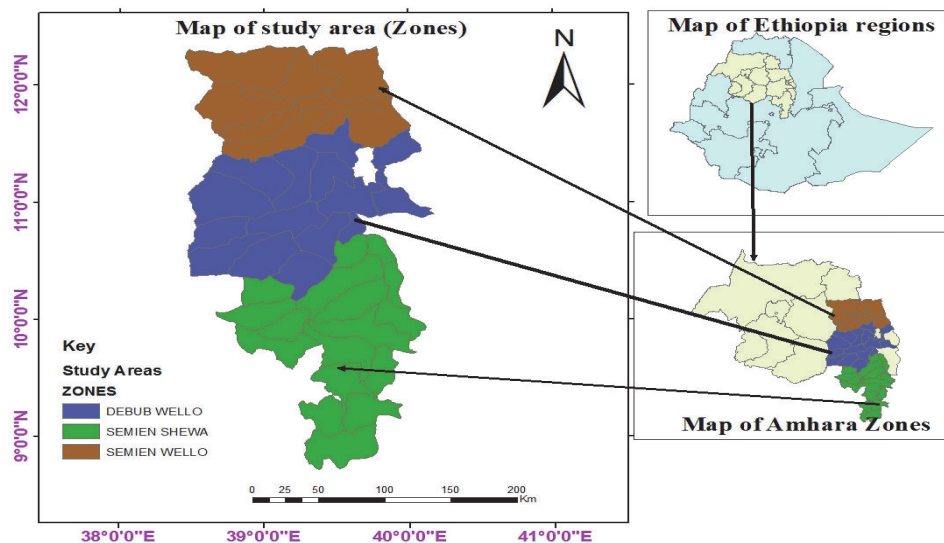 Map of study area (Zones)
N
12°0'0"N
11°0'0"N
10°0'0"N
9°0'0"N
Key
Study Areas
ZONES
DEBUB WELLO
SEMIEN SHEWA
SEMIEN WELLO
0 25 50 100 150 200
Km
38°0'0"E 39°0'0"E 40°0'0"E 41°0'0"E
Map of Ethiopia regions
Map of Amhara Zones